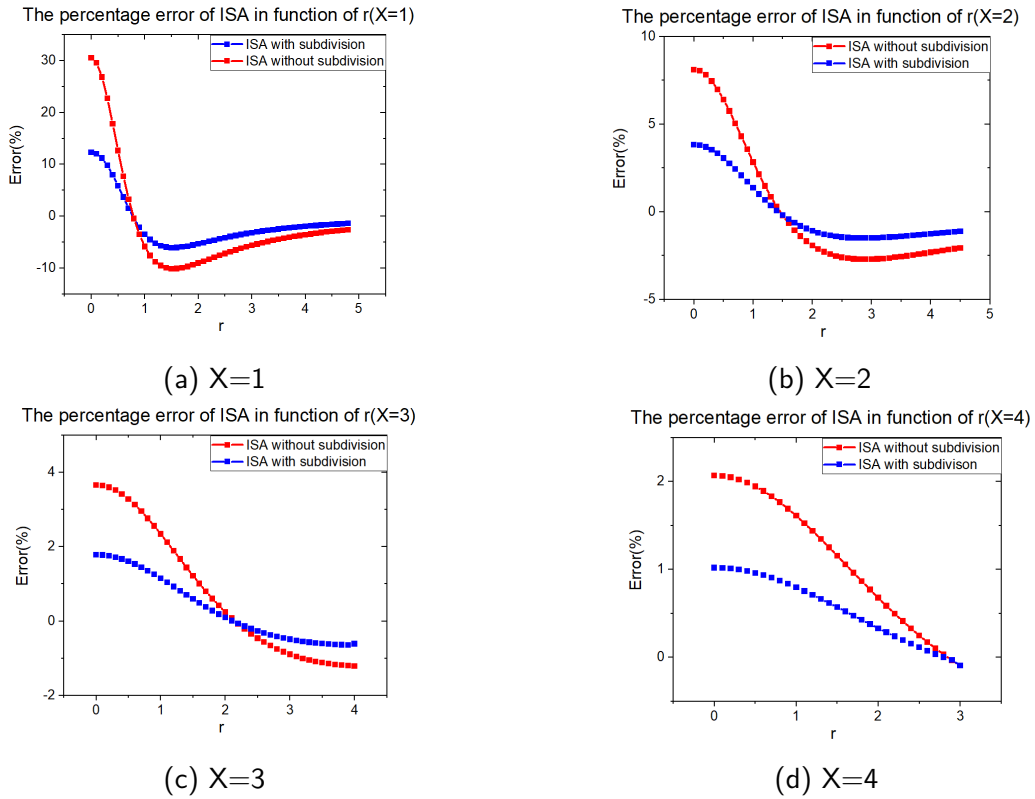 The percentage error of ISA in function of r(X=1)
ISA with subdivision
ISA without subdivision
30
20
10
0
-10
Error(%)
0 1 2 3 4 5
r
(a) X=1
The percentage error of ISA in function of r(X=2)
ISA without subdivision
ISA with subdivision
10
5
0
-5
Error(%)
0 1 2 3 4 5
r
(b) X=2
The percentage error of ISA in function of r(X=3)
ISA without subdivision
ISA with subdivision
4
2
0
-2
Error(%)
0 1 2 3 4
r
(c) X=3
The percentage error of ISA in function of r(X=4)
ISA without subdivision
ISA with subdivison
2
1
0
Error(%)
0 1 2 3
r
(d) X=4